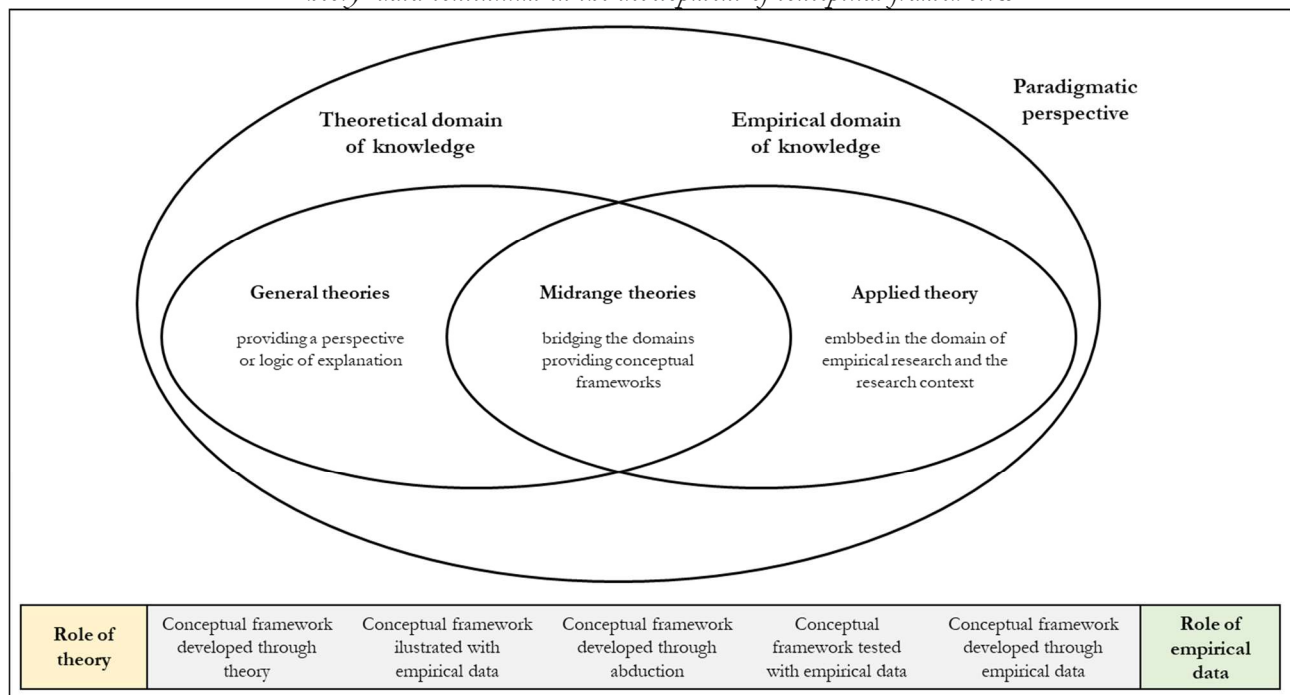 Paradigmatic
perspective
Theoretical domain
of knowledge
Empirical domain
of knowledge
General theories
providing a perspective
or logic of explanation
Midrange theories
bridging the domains
providing conceptual
frameworks
Applied theory
embbed in the domain of
empirical research and the
research context
Role of
theory
Conceptual framework
developed through
theory
Conceptual framework
ilustrated with
empirical data
Conceptual framework
developed through
abduction
Conceptual
framework tested
with empirical data
Conceptual framework
developed through
empirical data
Role of
empirical
data